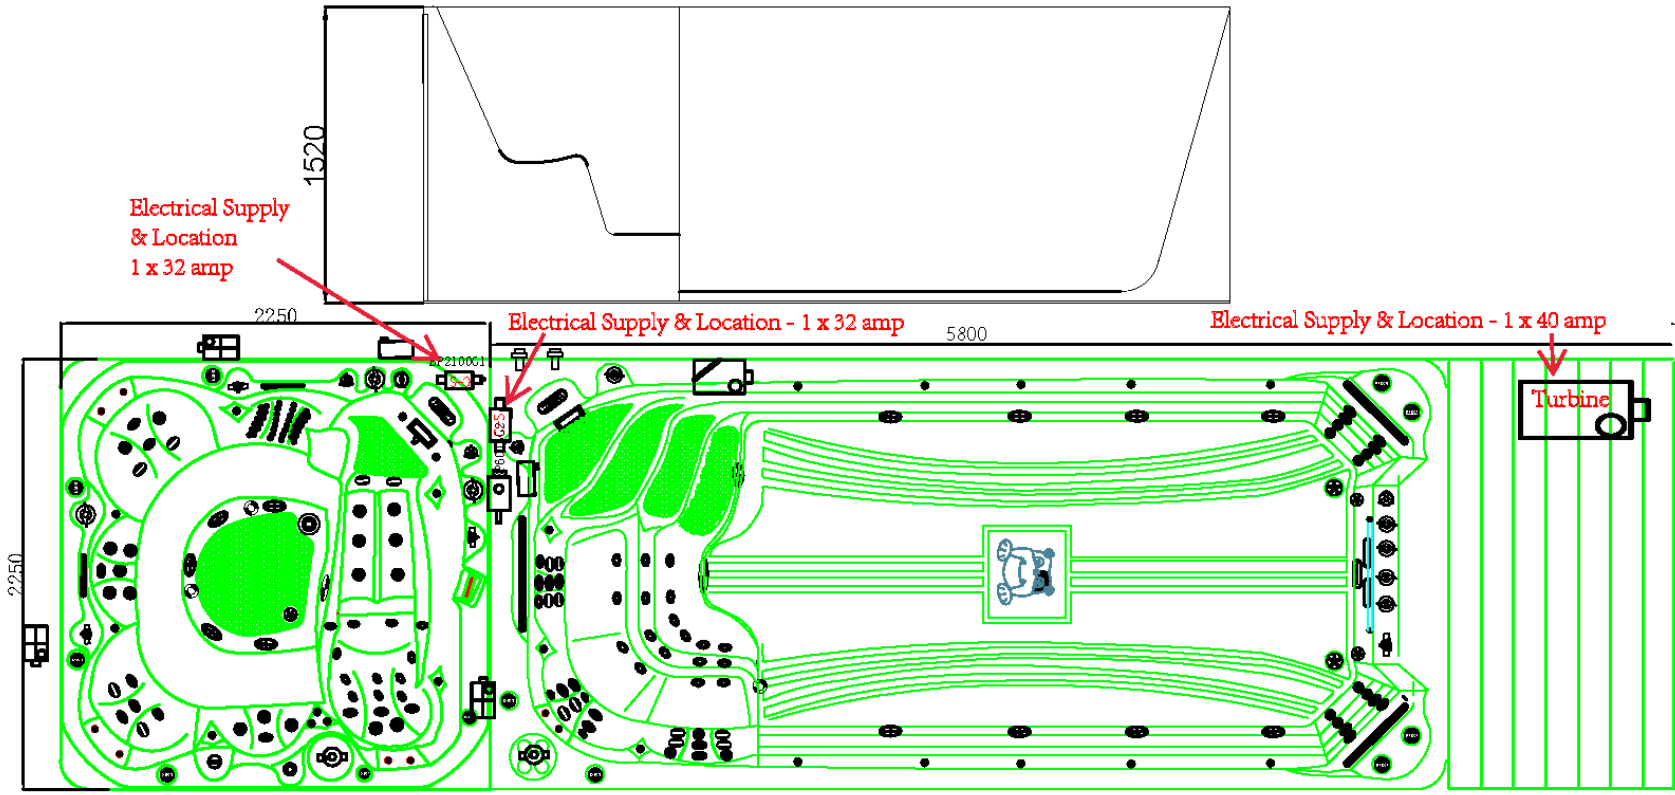 1520
Electrical Supply
& Location
1 x 32 amp
2250
Electrical Supply & Location - 1 x 32 amp
5800
Electrical Supply & Location - 1 x 40 amp
Turbine
2250